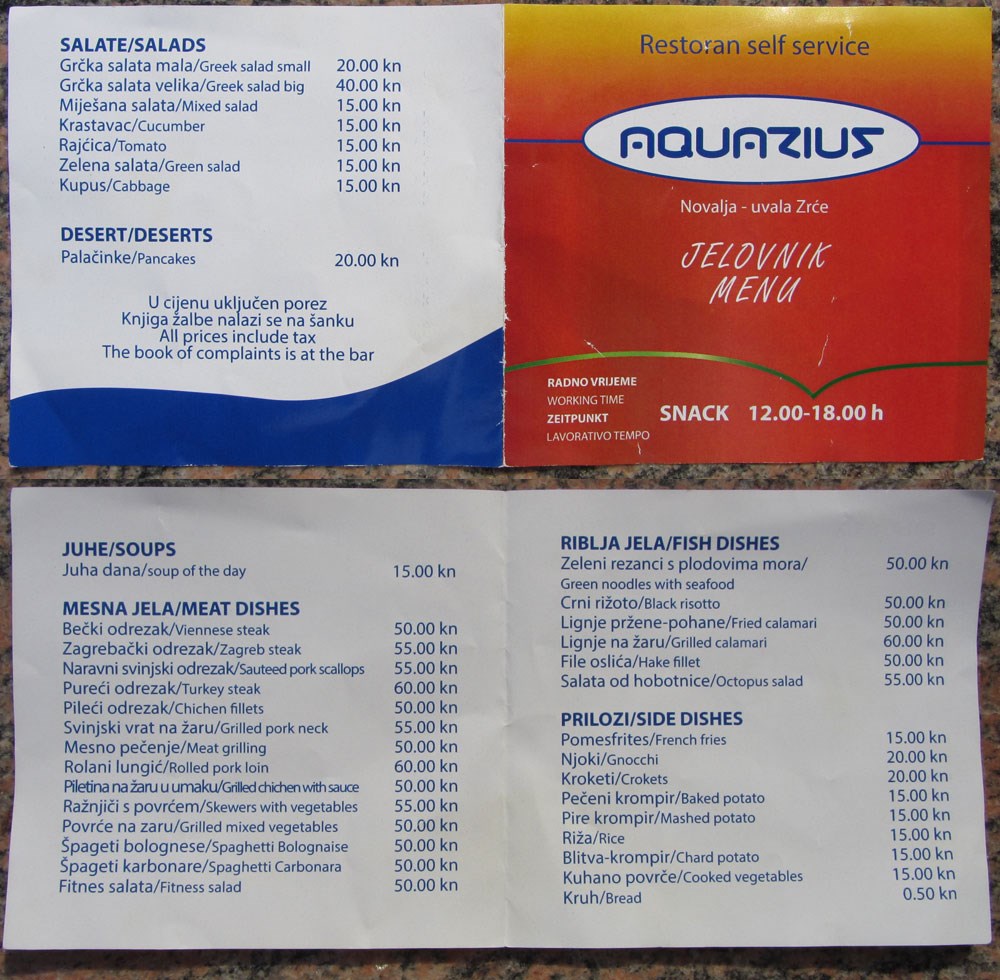 SALATE/SALADS
Grčka salata mala/Greek salad small 20.00 kn
Grčka salata velika/Greek salad big 40.00 kn
Miješana salata/Mixed salad 15.00 kn
Krastavac/Cucumber 15.00 kn
Rajćica/Tomato 15.00 kn
Zelena salata/Green salad 15.00 kn
Kupus/Cabbage 15.00 kn
DESERT/DESERTS
Palačinke/Pancakes 20.00 kn
U cijenu uključen porez
Knjiga žalbe nalazi se na šanku
All prices include tax
The book of complaints is at the bar
Restoran self service
AQUAZIUS
Novalja - uvala Zrće
JELOVNIK
MENU
RADNO VRIJEME
WORKING TIME
ZEITPUNKT
LAVORATIVO TEMPO
SNACK 12.00-18.00 h
JUHE/SOUPS
Juha dana/soup of the day 15.00 kn
MESNA JELA/MEAT DISHES
Bečki odrezak/Viennese steak 50.00 kn
Zagrebački odrezak/Zagreb steak 55.00 kn
Naravni svinjski odrezak/Sauteed pork scallops 55.00 kn
Pureći odrezak/Turkey steak 60.00 kn
Pileći odrezak/Chichen fillets 50.00 kn
Svinjski vrat na žaru/Grilled pork neck 55.00 kn
Mesno pečenje/Meat grilling 50.00 kn
Rolani lungić/Rolled pork loin 60.00 kn
Piletina na žaru u umaku/Grilled chichen with sauce 50.00 kn
Ražnjiči s povrćem/Skewers with vegetables 55.00 kn
Povrće na zaru/Grilled mixed vegetables 50.00 kn
Špageti bolognese/Spaghetti Bolognaise 50.00 kn
Špageti karbonare/Spaghetti Carbonara 50.00 kn
Fitnes salata/Fitness salad 50.00 kn
RIBLJA JELA/FISH DISHES
Zeleni rezanci s plodovima mora/ 50.00 kn
Green noodles with seafood
Crni rižoto/Black risotto 50.00 kn
Lignje pržene-pohane/Fried calamari 50.00 kn
Lignje na žaru/Grilled calamari 60.00 kn
File oslića/Hake fillet 50.00 kn
Salata od hobotnice/Octopus salad 55.00 kn
PRILOZI/SIDE DISHES
Pomesfrites/French fries 15.00 kn
Njoki/Gnocchi 20.00 kn
Kroketi/Crokets 20.00 kn
Pečeni krompir/Baked potato 15.00 kn
Pire krompir/Mashed potato 15.00 kn
Riža/Rice 15.00 kn
Blitva-krompir/Chard potato 15.00 kn
Kuhano povrče/Cooked vegetables 15.00 kn
Kruh/Bread 0.50 kn